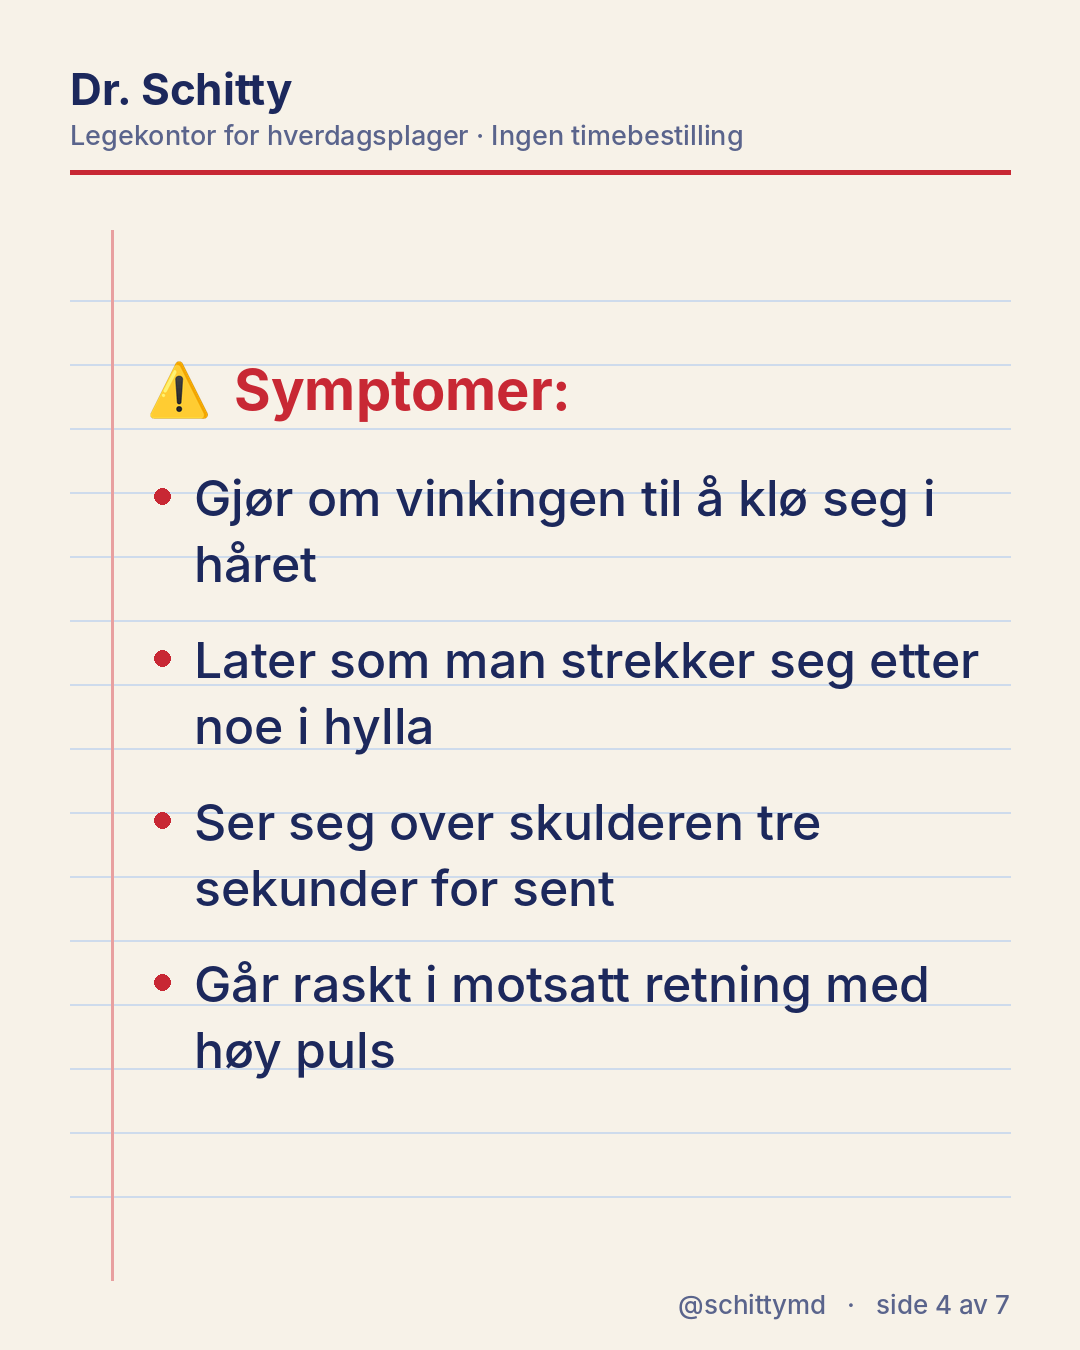 Dr. Schitty
Legekontor for hverdagsplager · Ingen timebestilling
⚠️ Symptomer:
• Gjør om vinkingen til å klø seg i
håret
• Later som man strekker seg etter
noe i hylla
• Ser seg over skulderen tre
sekunder for sent
• Går raskt i motsatt retning med
høy puls
@schittymd · side 4 av 7